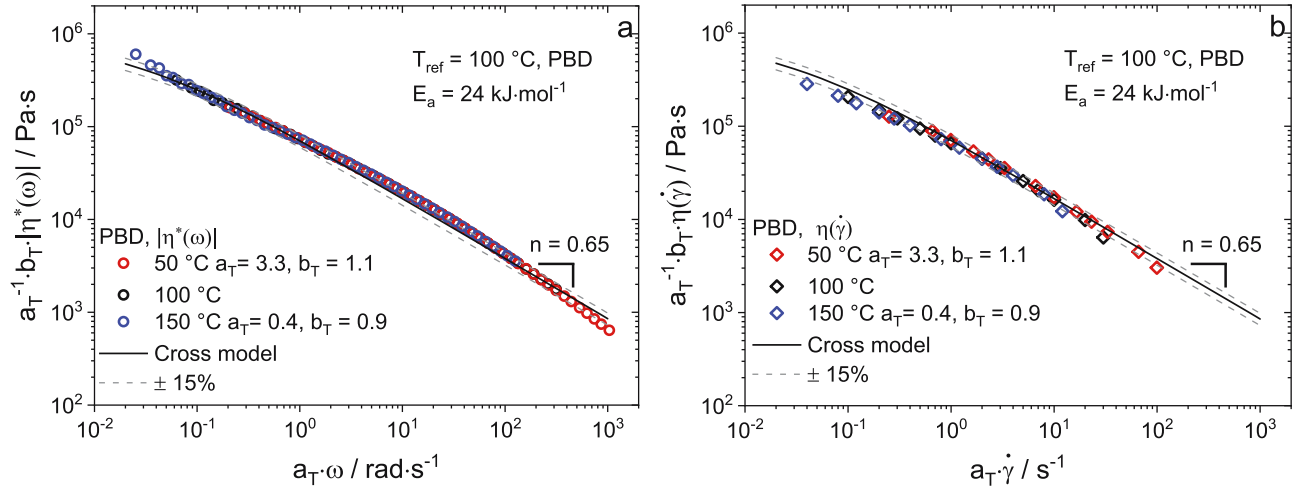 a
T_ref = 100 °C, PBD
E_a = 24 kJ·mol⁻¹
n = 0.65
PBD, |η*(ω)|
50 °C a_T= 3.3, b_T = 1.1
100 °C
150 °C a_T= 0.4, b_T = 0.9
Cross model
± 15%
10⁶
10⁵
10⁴
10³
10²
10⁻² 10⁻¹ 10⁰ 10¹ 10² 10³
a_T⁻¹·b_T·|η*(ω)| / Pa·s
a_T·ω / rad·s⁻¹
b
T_ref = 100 °C, PBD
E_a = 24 kJ·mol⁻¹
n = 0.65
PBD, η(γ̇)
50 °C a_T= 3.3, b_T = 1.1
100 °C
150 °C a_T= 0.4, b_T = 0.9
Cross model
± 15%
10⁶
10⁵
10⁴
10³
10²
10⁻² 10⁻¹ 10⁰ 10¹ 10² 10³
a_T⁻¹·b_T·η(γ̇) / Pa·s
a_T·γ̇ / s⁻¹